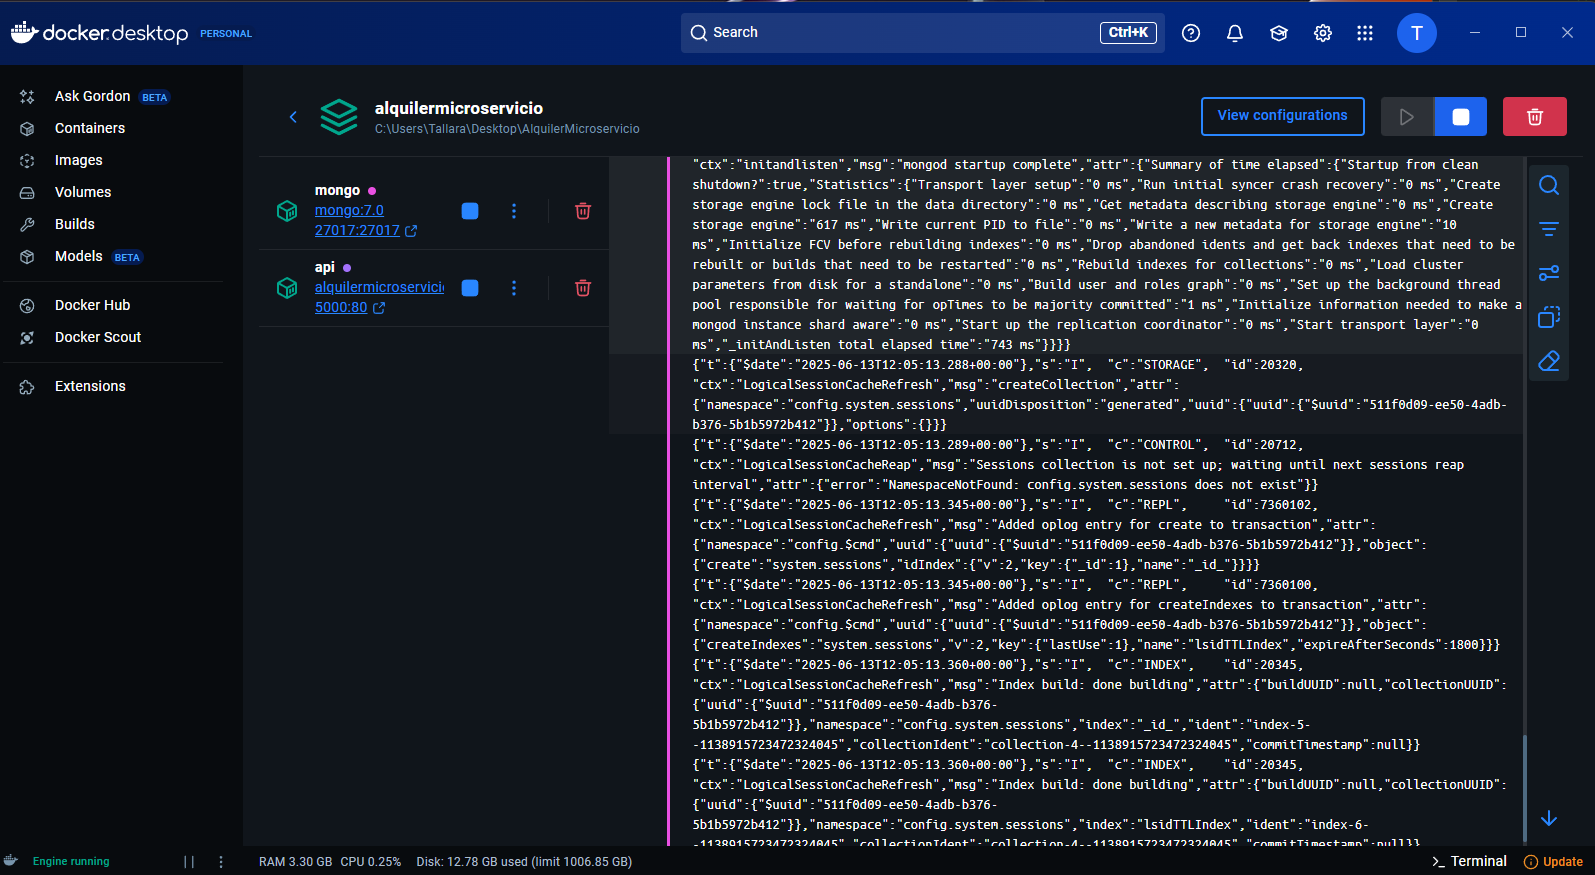 docker.desktop PERSONAL
Search
Ctrl+K
T
Ask Gordon BETA
Containers
Images
Volumes
Builds
Models BETA
Docker Hub
Docker Scout
Extensions
alquilermicroservicio
C:\Users\Tallara\Desktop\AlquilerMicroservicio
View configurations
mongo
mongo:7.0
27017:27017
api
alquilermicroservicio
5000:80
"ctx":"initandlisten","msg":"mongod startup complete","attr":{"Summary of time elapsed":{"Startup from clean
shutdown?":true,"Statistics":{"Transport layer setup":"0 ms","Run initial syncer crash recovery":"0 ms","Create
storage engine lock file in the data directory":"0 ms","Get metadata describing storage engine":"0 ms","Create
storage engine":"617 ms","Write current PID to file":"0 ms","Write a new metadata for storage engine":"10
ms","Initialize FCV before rebuilding indexes":"0 ms","Drop abandoned idents and get back indexes that need to be
rebuilt or builds that need to be restarted":"0 ms","Rebuild indexes for collections":"0 ms","Load cluster
parameters from disk for a standalone":"0 ms","Build user and roles graph":"0 ms","Set up the background thread
pool responsible for waiting for opTimes to be majority committed":"1 ms","Initialize information needed to make a
mongod instance shard aware":"0 ms","Start up the replication coordinator":"0 ms","Start transport layer":"0
ms","_initAndListen total elapsed time":"743 ms"}}}}
{"t":{"$date":"2025-06-13T12:05:13.288+00:00"},"s":"I",  "c":"STORAGE",  "id":20320,
"ctx":"LogicalSessionCacheRefresh","msg":"createCollection","attr":
{"namespace":"config.system.sessions","uuidDisposition":"generated","uuid":{"uuid":{"$uuid":"511f0d09-ee50-4adb-
b376-5b1b5972b412"}},"options":{}}}
{"t":{"$date":"2025-06-13T12:05:13.289+00:00"},"s":"I",  "c":"CONTROL",  "id":20712,
"ctx":"LogicalSessionCacheReap","msg":"Sessions collection is not set up; waiting until next sessions reap
interval","attr":{"error":"NamespaceNotFound: config.system.sessions does not exist"}}
{"t":{"$date":"2025-06-13T12:05:13.345+00:00"},"s":"I",  "c":"REPL",     "id":7360102,
"ctx":"LogicalSessionCacheRefresh","msg":"Added oplog entry for create to transaction","attr":
{"namespace":"config.$cmd","uuid":{"uuid":{"$uuid":"511f0d09-ee50-4adb-b376-5b1b5972b412"}},"object":
{"create":"system.sessions","idIndex":{"v":2,"key":{"_id":1},"name":"_id_"}}}}
{"t":{"$date":"2025-06-13T12:05:13.345+00:00"},"s":"I",  "c":"REPL",     "id":7360100,
"ctx":"LogicalSessionCacheRefresh","msg":"Added oplog entry for createIndexes to transaction","attr":
{"namespace":"config.$cmd","uuid":{"uuid":{"$uuid":"511f0d09-ee50-4adb-b376-5b1b5972b412"}},"object":
{"createIndexes":"system.sessions","v":2,"key":{"lastUse":1},"name":"lsidTTLIndex","expireAfterSeconds":1800}}}
{"t":{"$date":"2025-06-13T12:05:13.360+00:00"},"s":"I",  "c":"INDEX",    "id":20345,
"ctx":"LogicalSessionCacheRefresh","msg":"Index build: done building","attr":{"buildUUID":null,"collectionUUID":
{"uuid":{"$uuid":"511f0d09-ee50-4adb-b376-
5b1b5972b412"}},"namespace":"config.system.sessions","index":"_id_","ident":"index-5-
-1138915723472324045","collectionIdent":"collection-4--1138915723472324045","commitTimestamp":null}}
{"t":{"$date":"2025-06-13T12:05:13.360+00:00"},"s":"I",  "c":"INDEX",    "id":20345,
"ctx":"LogicalSessionCacheRefresh","msg":"Index build: done building","attr":{"buildUUID":null,"collectionUUID":
{"uuid":{"$uuid":"511f0d09-ee50-4adb-b376-
5b1b5972b412"}},"namespace":"config.system.sessions","index":"lsidTTLIndex","ident":"index-6-
-1138915723472324045","collectionIdent":"collection-4--1138915723472324045","commitTimestamp":null}}
Engine running
RAM 3.30 GB CPU 0.25% Disk: 12.78 GB used (limit 1006.85 GB)
Terminal
Update